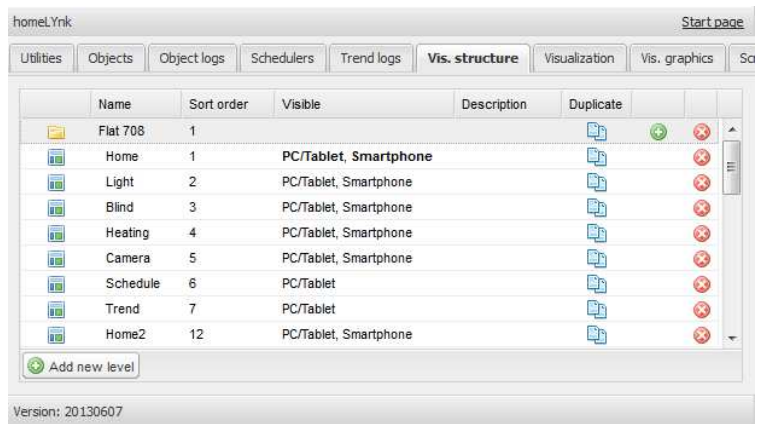 homeLYnk Start page
Utilities Objects Object logs Schedulers Trend logs Vis. structure Visualization Vis. graphics
Name Sort order Visible Description Duplicate
Flat 708 1
Home 1 PC/Tablet, Smartphone
Light 2 PC/Tablet, Smartphone
Blind 3 PC/Tablet, Smartphone
Heating 4 PC/Tablet, Smartphone
Camera 5 PC/Tablet, Smartphone
Schedule 6 PC/Tablet
Trend 7 PC/Tablet
Home2 12 PC/Tablet, Smartphone
Add new level
Version: 20130607